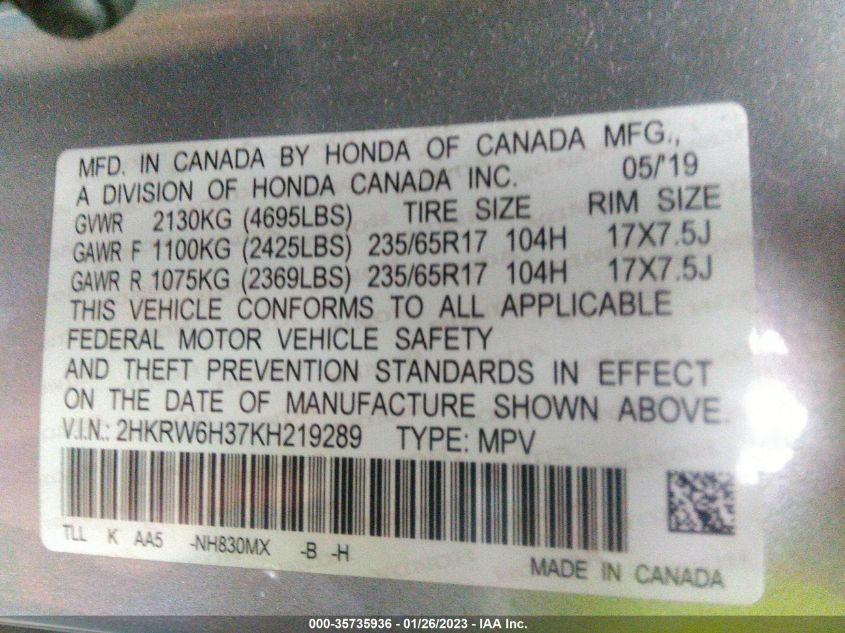 MFD. IN CANADA BY HONDA OF CANADA MFG.,
A DIVISION OF HONDA CANADA INC. 05/'19
GVWR 2130KG (4695LBS) TIRE SIZE RIM SIZE
GAWR F 1100KG (2425LBS) 235/65R17 104H 17X7.5J
GAWR R 1075KG (2369LBS) 235/65R17 104H 17X7.5J
THIS VEHICLE CONFORMS TO ALL APPLICABLE
FEDERAL MOTOR VEHICLE SAFETY
AND THEFT PREVENTION STANDARDS IN EFFECT
ON THE DATE OF MANUFACTURE SHOWN ABOVE.
V.I.N.: 2HKRW6H37KH219289 TYPE: MPV
TLL K AA5 -NH830MX -B -H
MADE IN CANADA
000-35735936 - 01/26/2023 - IAA Inc.